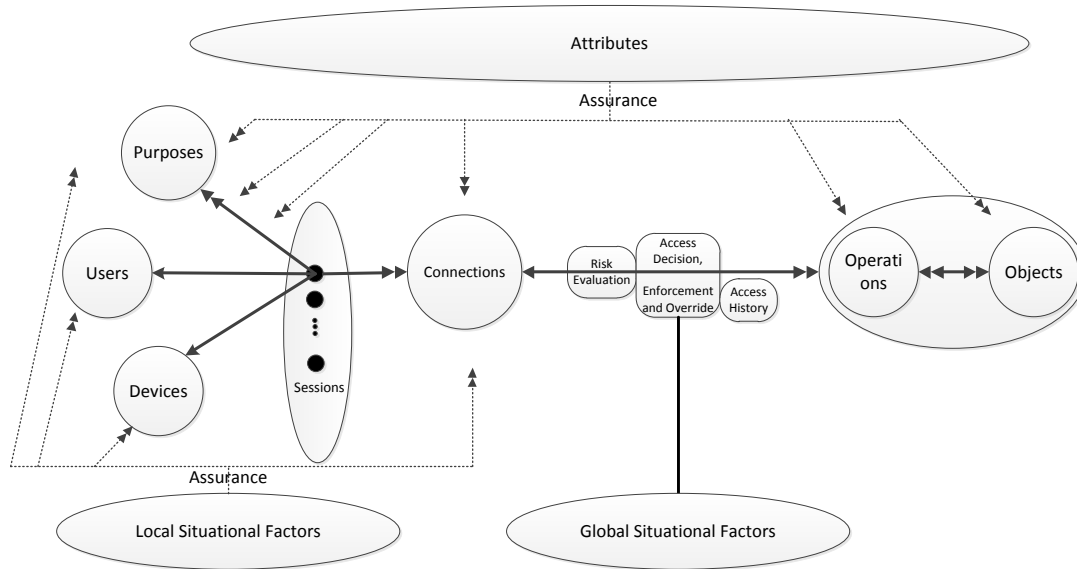 Attributes
Assurance
Purposes
Users
Devices
Sessions
Connections
Risk
Evaluation
Access
Decision,
Enforcement
and Override
Access
History
Operati
ons
Objects
Assurance
Local Situational Factors
Global Situational Factors